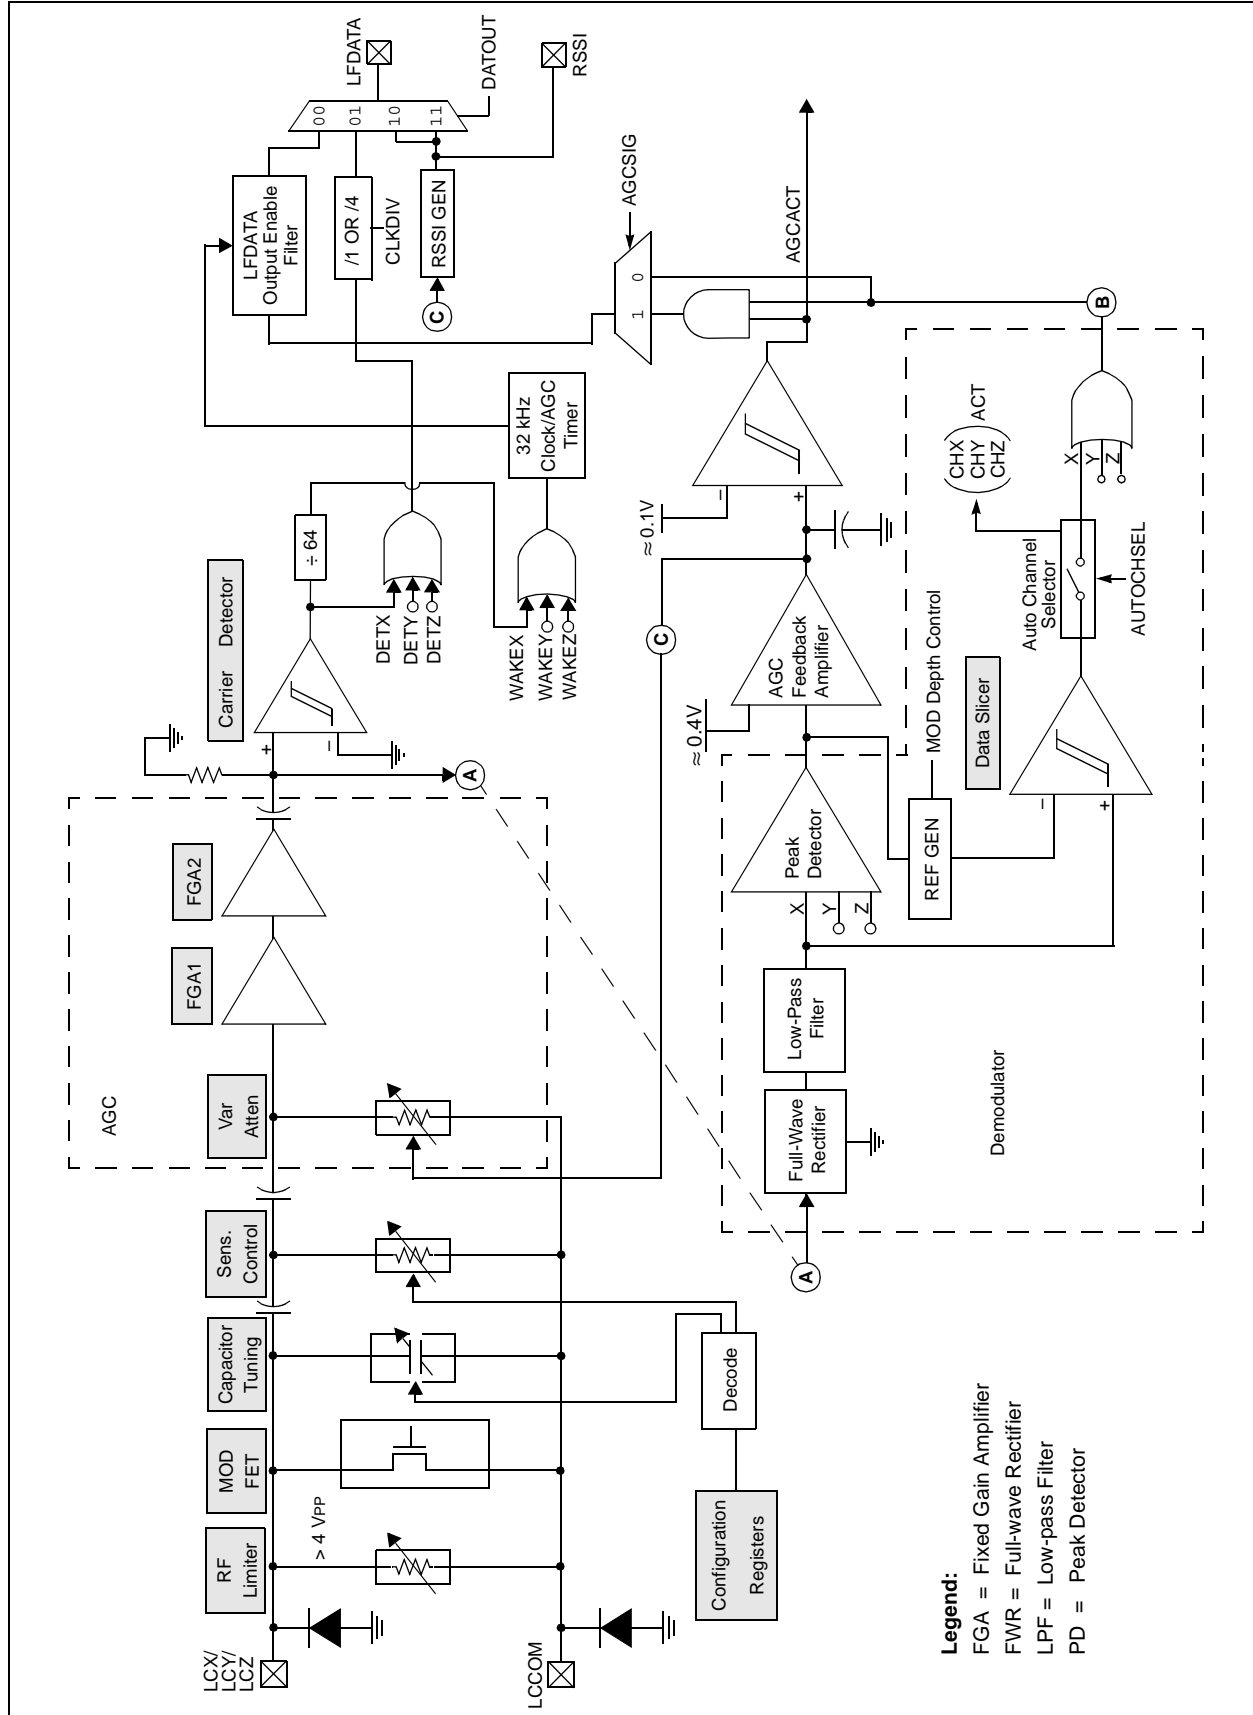 LCX/
LCY/
LCZ
RF
Limiter
> 4 VPP
MOD
FET
Capacitor
Tuning
Sens.
Control
AGC
Var
Atten
FGA1
FGA2
Carrier Detector
+
–
A
÷ 64
DETX
DETY
DETZ
WAKEX
WAKEY
WAKEZ
32 kHz
Clock/AGC
Timer
LFDATA
Output Enable
Filter
/1 OR /4
CLKDIV
C
RSSI GEN
00
01
10
11
LFDATA
DATOUT
RSSI
LCCOM
Configuration
Registers
Decode
A
Full-Wave
Rectifier
Low-Pass
Filter
X
Y
Z
Peak
Detector
≈ 0.4V
AGC
Feedback
Amplifier
C
≈ 0.1V
–
+
1
0
AGCSIG
AGCACT
REF GEN
MOD Depth Control
Data Slicer
–
+
Auto Channel
Selector
AUTOCHSEL
CHX
CHY
CHZ
ACT
X
Y
Z
B
Demodulator
Legend:
FGA = Fixed Gain Amplifier
FWR = Full-wave Rectifier
LPF = Low-pass Filter
PD = Peak Detector